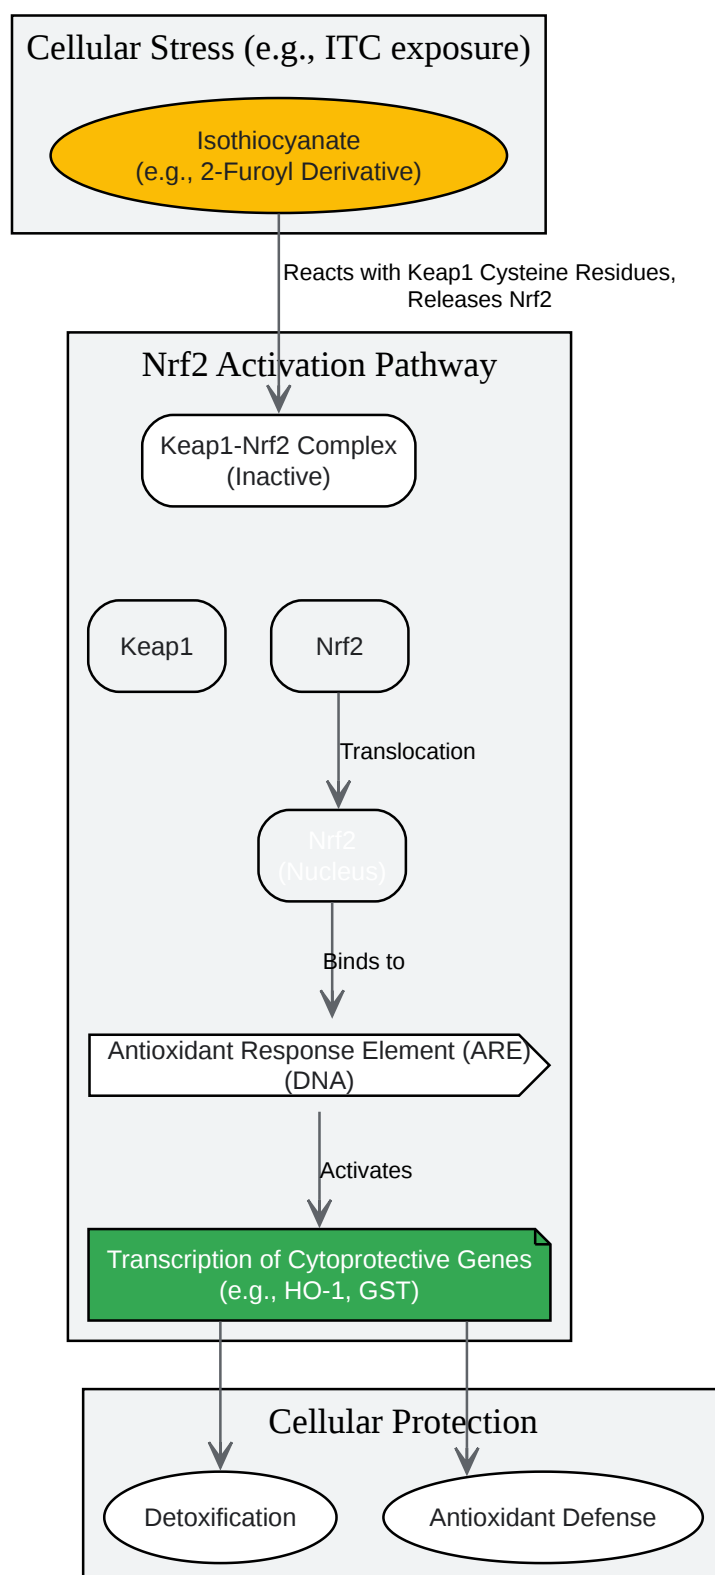 Cellular Stress (e.g., ITC exposure)
Isothiocyanate
(e.g., 2-Furoyl Derivative)
Reacts with Keap1 Cysteine Residues,
Releases Nrf2
Nrf2 Activation Pathway
Keap1-Nrf2 Complex
(Inactive)
Keap1
Nrf2
Translocation
Nrf2
(Nucleus)
Binds to
Antioxidant Response Element (ARE)
(DNA)
Activates
Transcription of Cytoprotective Genes
(e.g., HO-1, GST)
Cellular Protection
Detoxification
Antioxidant Defense